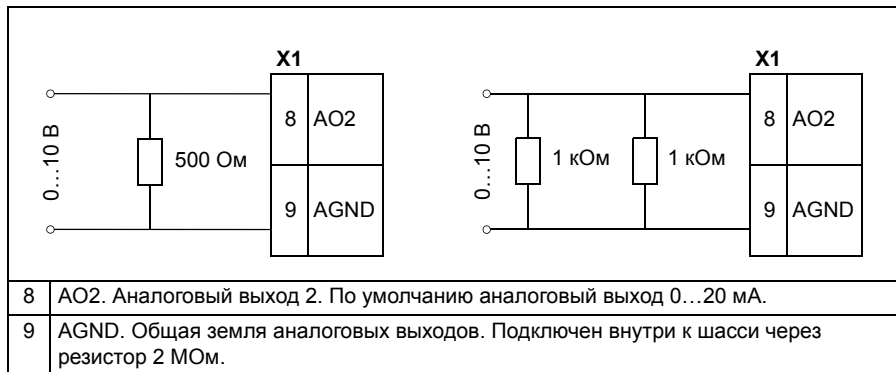 X1
8 AO2
0...10 В
500 Ом
9 AGND
X1
8 AO2
0...10 В
1 кОм
1 кОм
9 AGND
8 AO2. Аналоговый выход 2. По умолчанию аналоговый выход 0…20 мА.
9 AGND. Общая земля аналоговых выходов. Подключен внутри к шасси через
резистор 2 МОм.